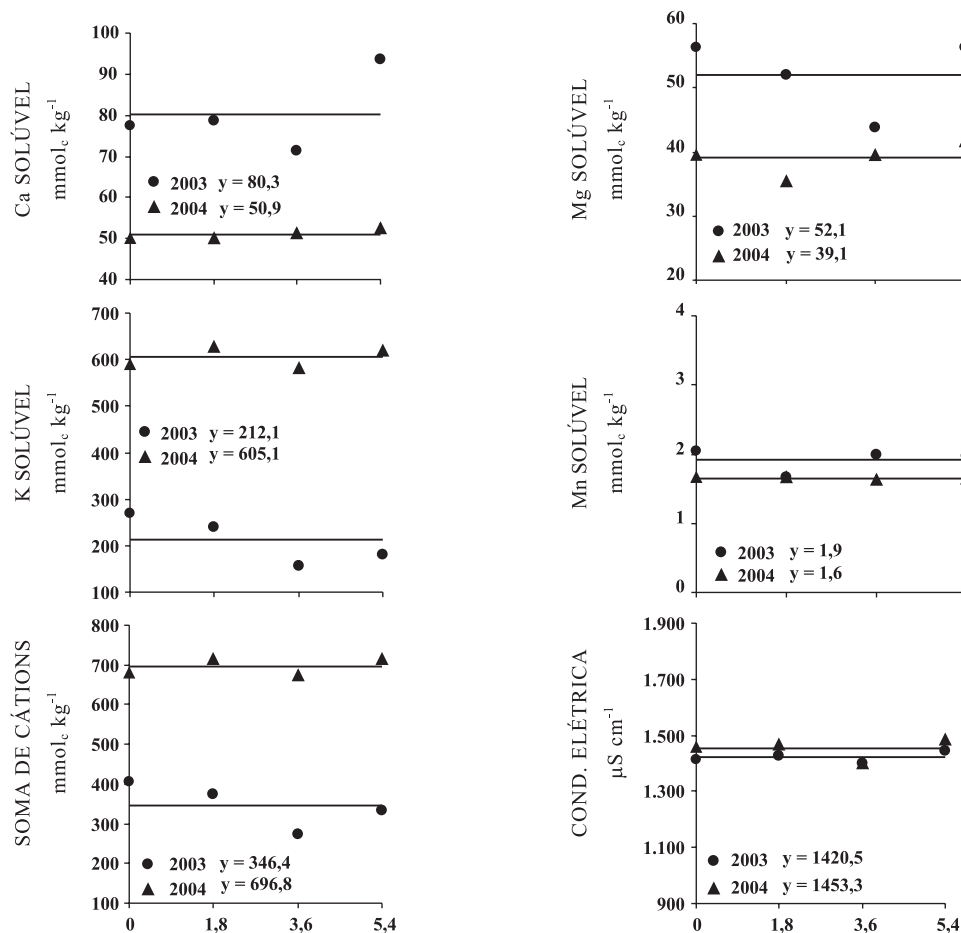 Ca SOLÚVEL
mmolc kg-1
100
90
80
70
60
50
40
2003 y = 80,3
2004 y = 50,9
Mg SOLÚVEL
mmolc kg-1
60
50
40
30
20
2003 y = 52,1
2004 y = 39,1
K SOLÚVEL
mmolc kg-1
700
600
500
400
300
200
100
2003 y = 212,1
2004 y = 605,1
Mn SOLÚVEL
mmolc kg-1
4
3
2
1
0
2003 y = 1,9
2004 y = 1,6
SOMA DE CÁTIONS
mmolc kg-1
800
700
600
500
400
300
200
100
2003 y = 346,4
2004 y = 696,8
0 1,8 3,6 5,4
COND. ELÉTRICA
µS cm-1
1.900
1.700
1.500
1.300
1.100
900
2003 y = 1420,5
2004 y = 1453,3
0 1,8 3,6 5,4